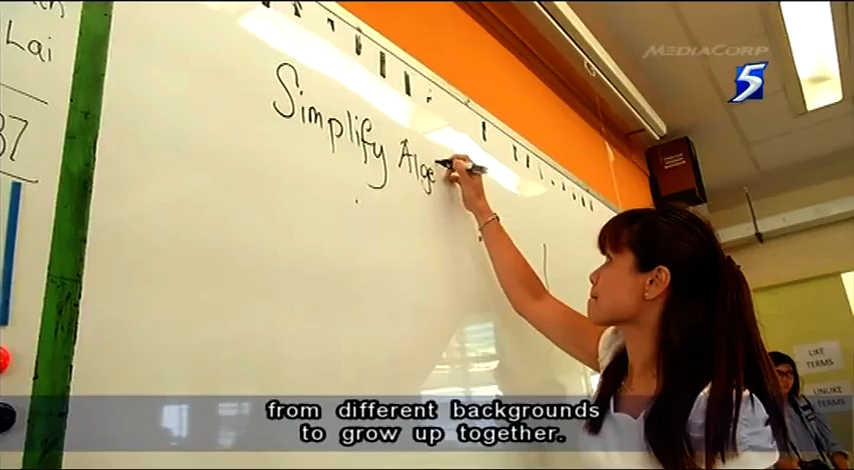 Lai
37
Simplify Alge
MEDIACORP
5
LIKE
TERMS
UNLIKE
TERMS
from different backgrounds
to grow up together.